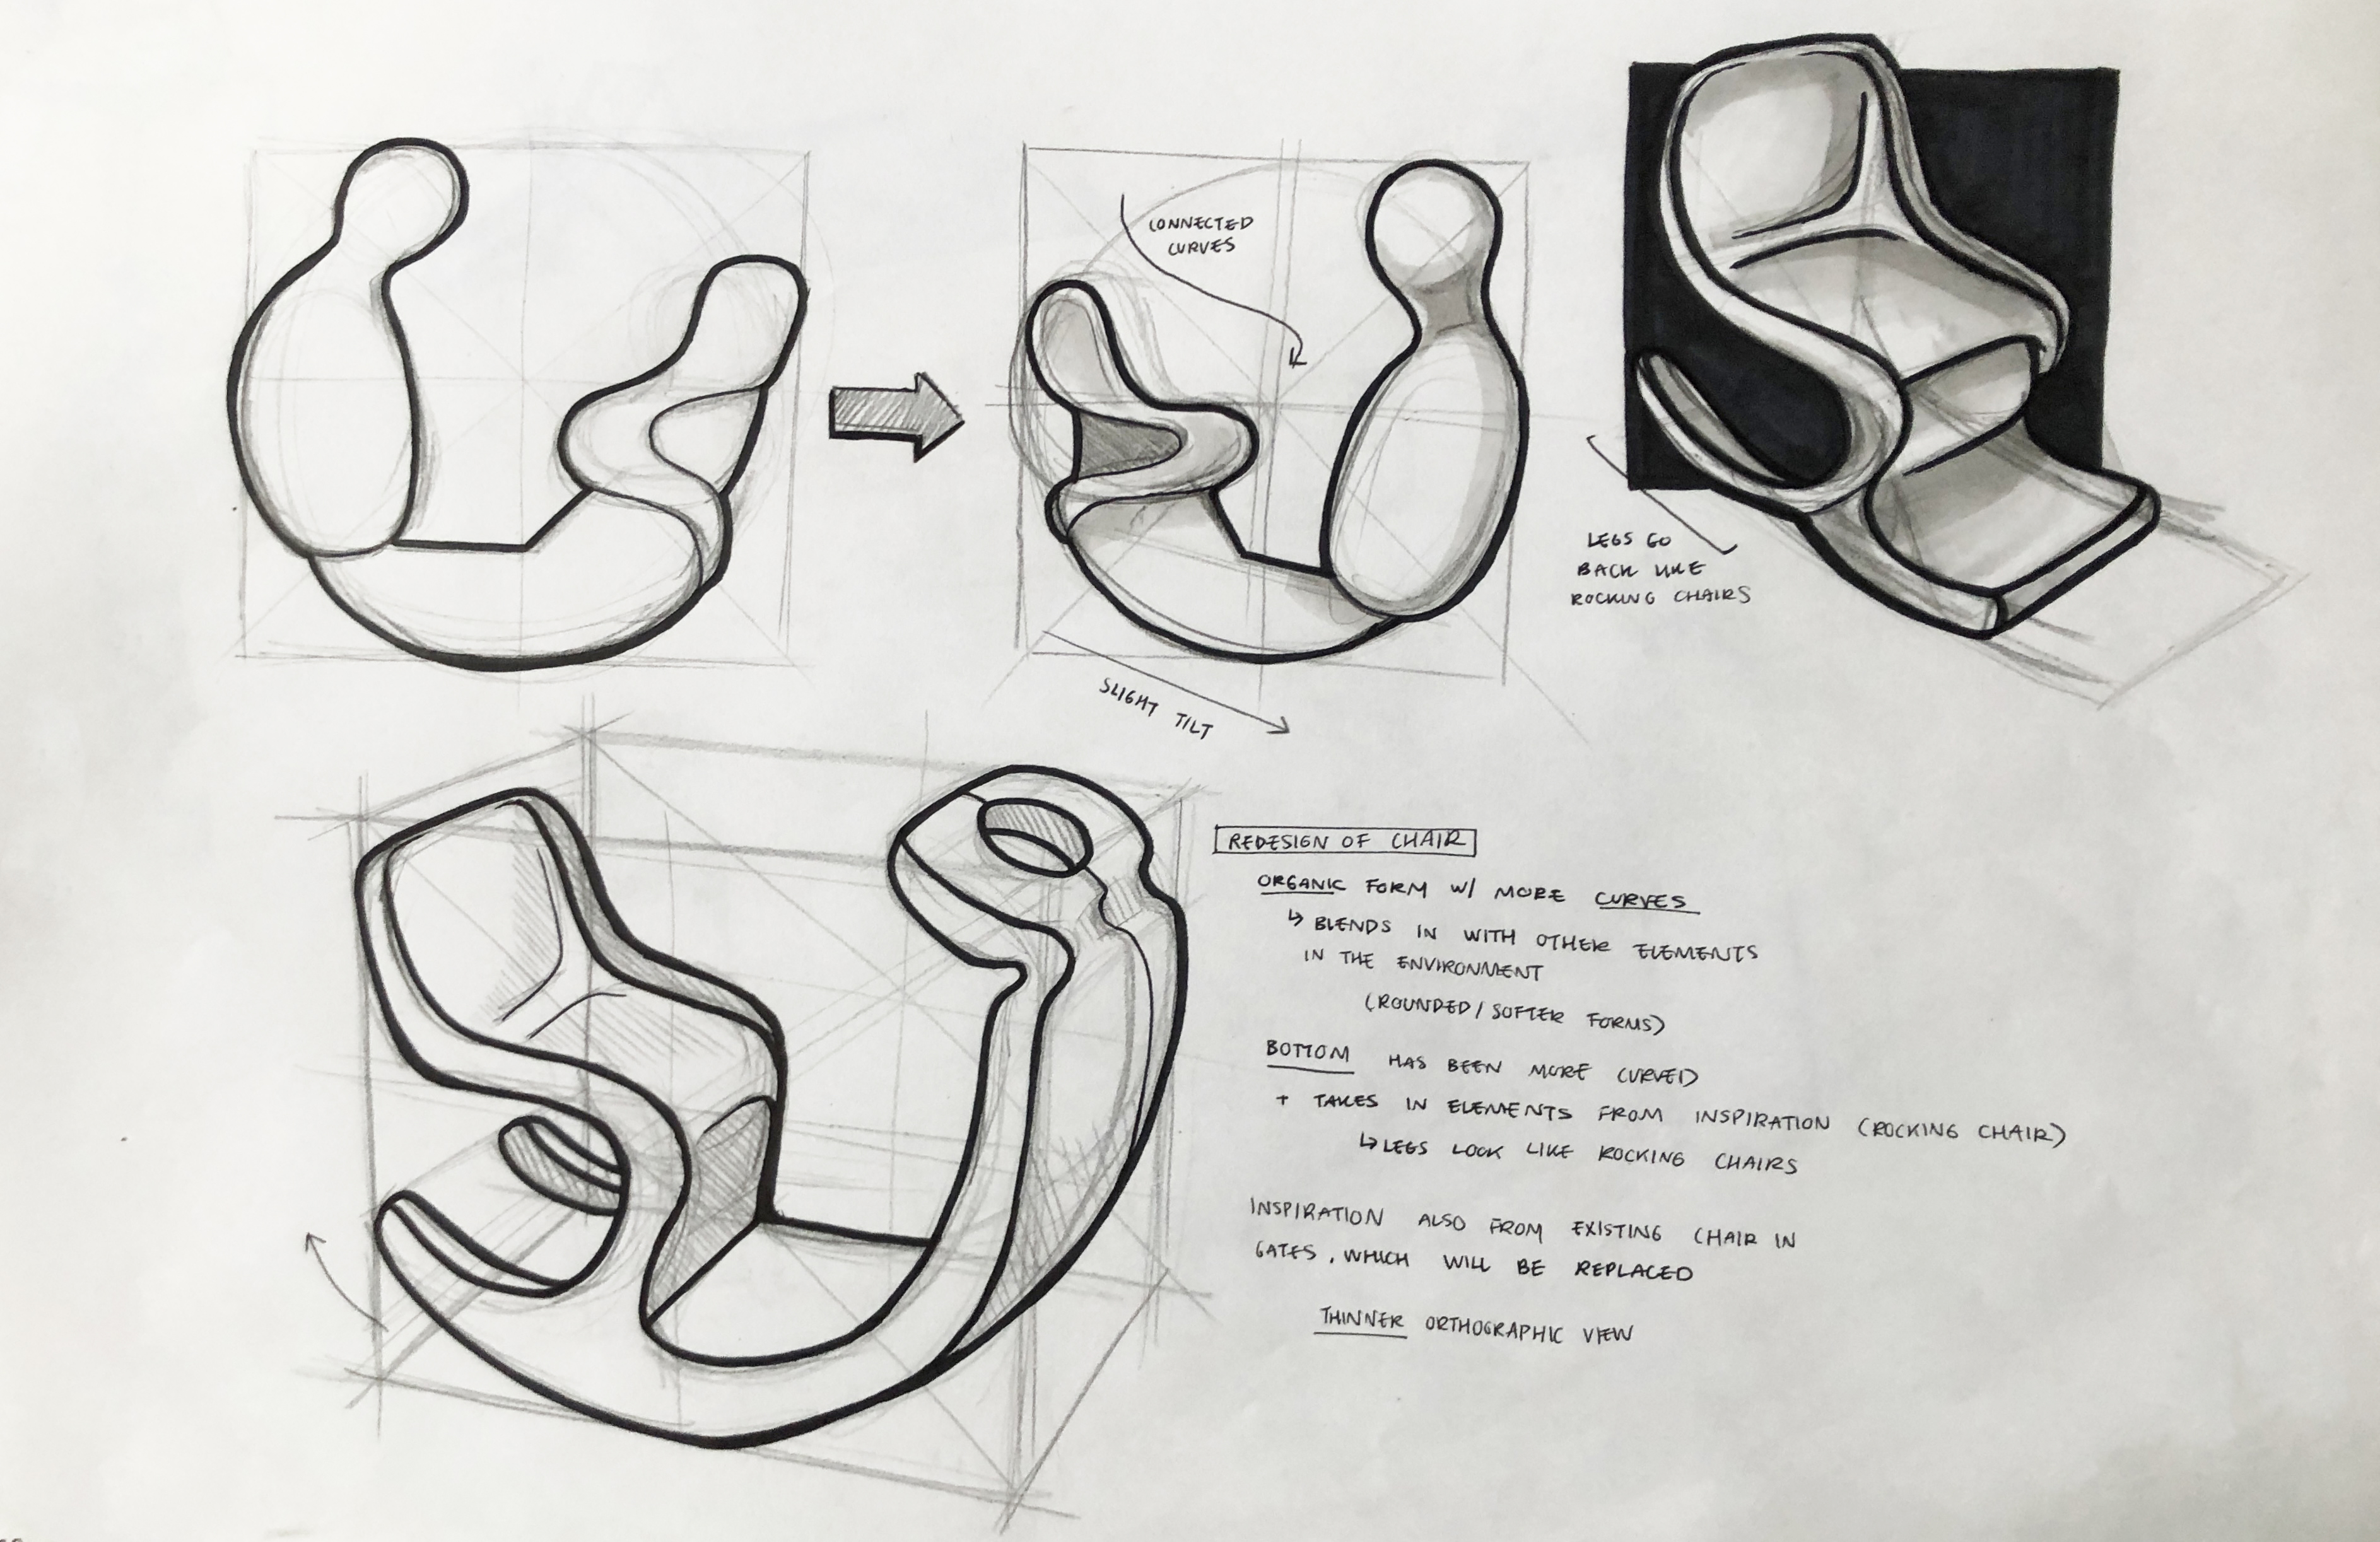 CONNECTED
CURVES
LEGS GO
BACK LIKE
ROCKING CHAIRS
SLIGHT TILT
REDESIGN OF CHAIR
ORGANIC FORM W/ MORE CURVES
↳ BLENDS IN WITH OTHER ELEMENTS
IN THE ENVIRONMENT
(ROUNDED/SOFTER FORMS)
BOTTOM HAS BEEN MORE CURVED
+ TAKES IN ELEMENTS FROM INSPIRATION (ROCKING CHAIR)
↳ LEGS LOOK LIKE ROCKING CHAIRS
INSPIRATION ALSO FROM EXISTING CHAIR IN
GATES, WHICH WILL BE REPLACED
THINNER ORTHOGRAPHIC VIEW